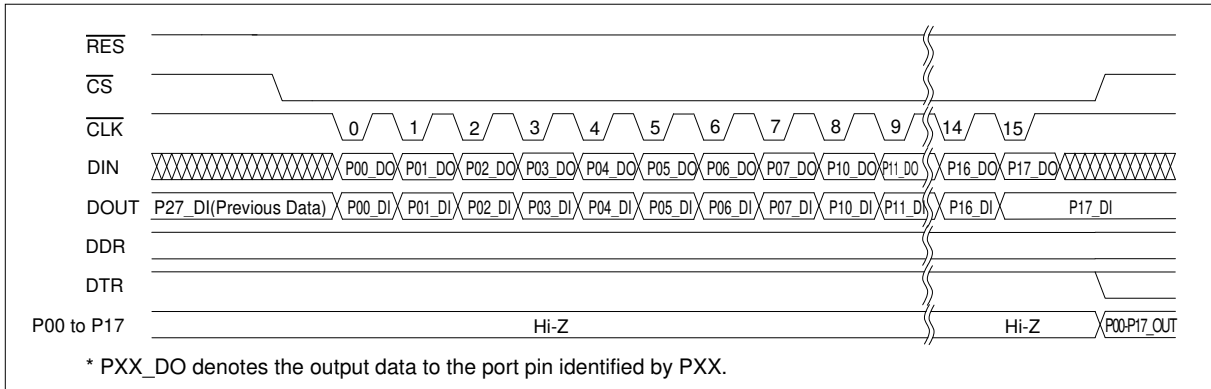 RES
CS
CLK 0 1 2 3 4 5 6 7 8 9 14 15
DIN P00_DO P01_DO P02_DO P03_DO P04_DO P05_DO P06_DO P07_DO P10_DO P11_DO P16_DO P17_DO
DOUT P27_DI(Previous Data) P00_DI P01_DI P02_DI P03_DI P04_DI P05_DI P06_DI P07_DI P10_DI P11_DI P16_DI P17_DI
DDR
DTR
P00 to P17 Hi-Z Hi-Z P00-P17_OUT
* PXX_DO denotes the output data to the port pin identified by PXX.